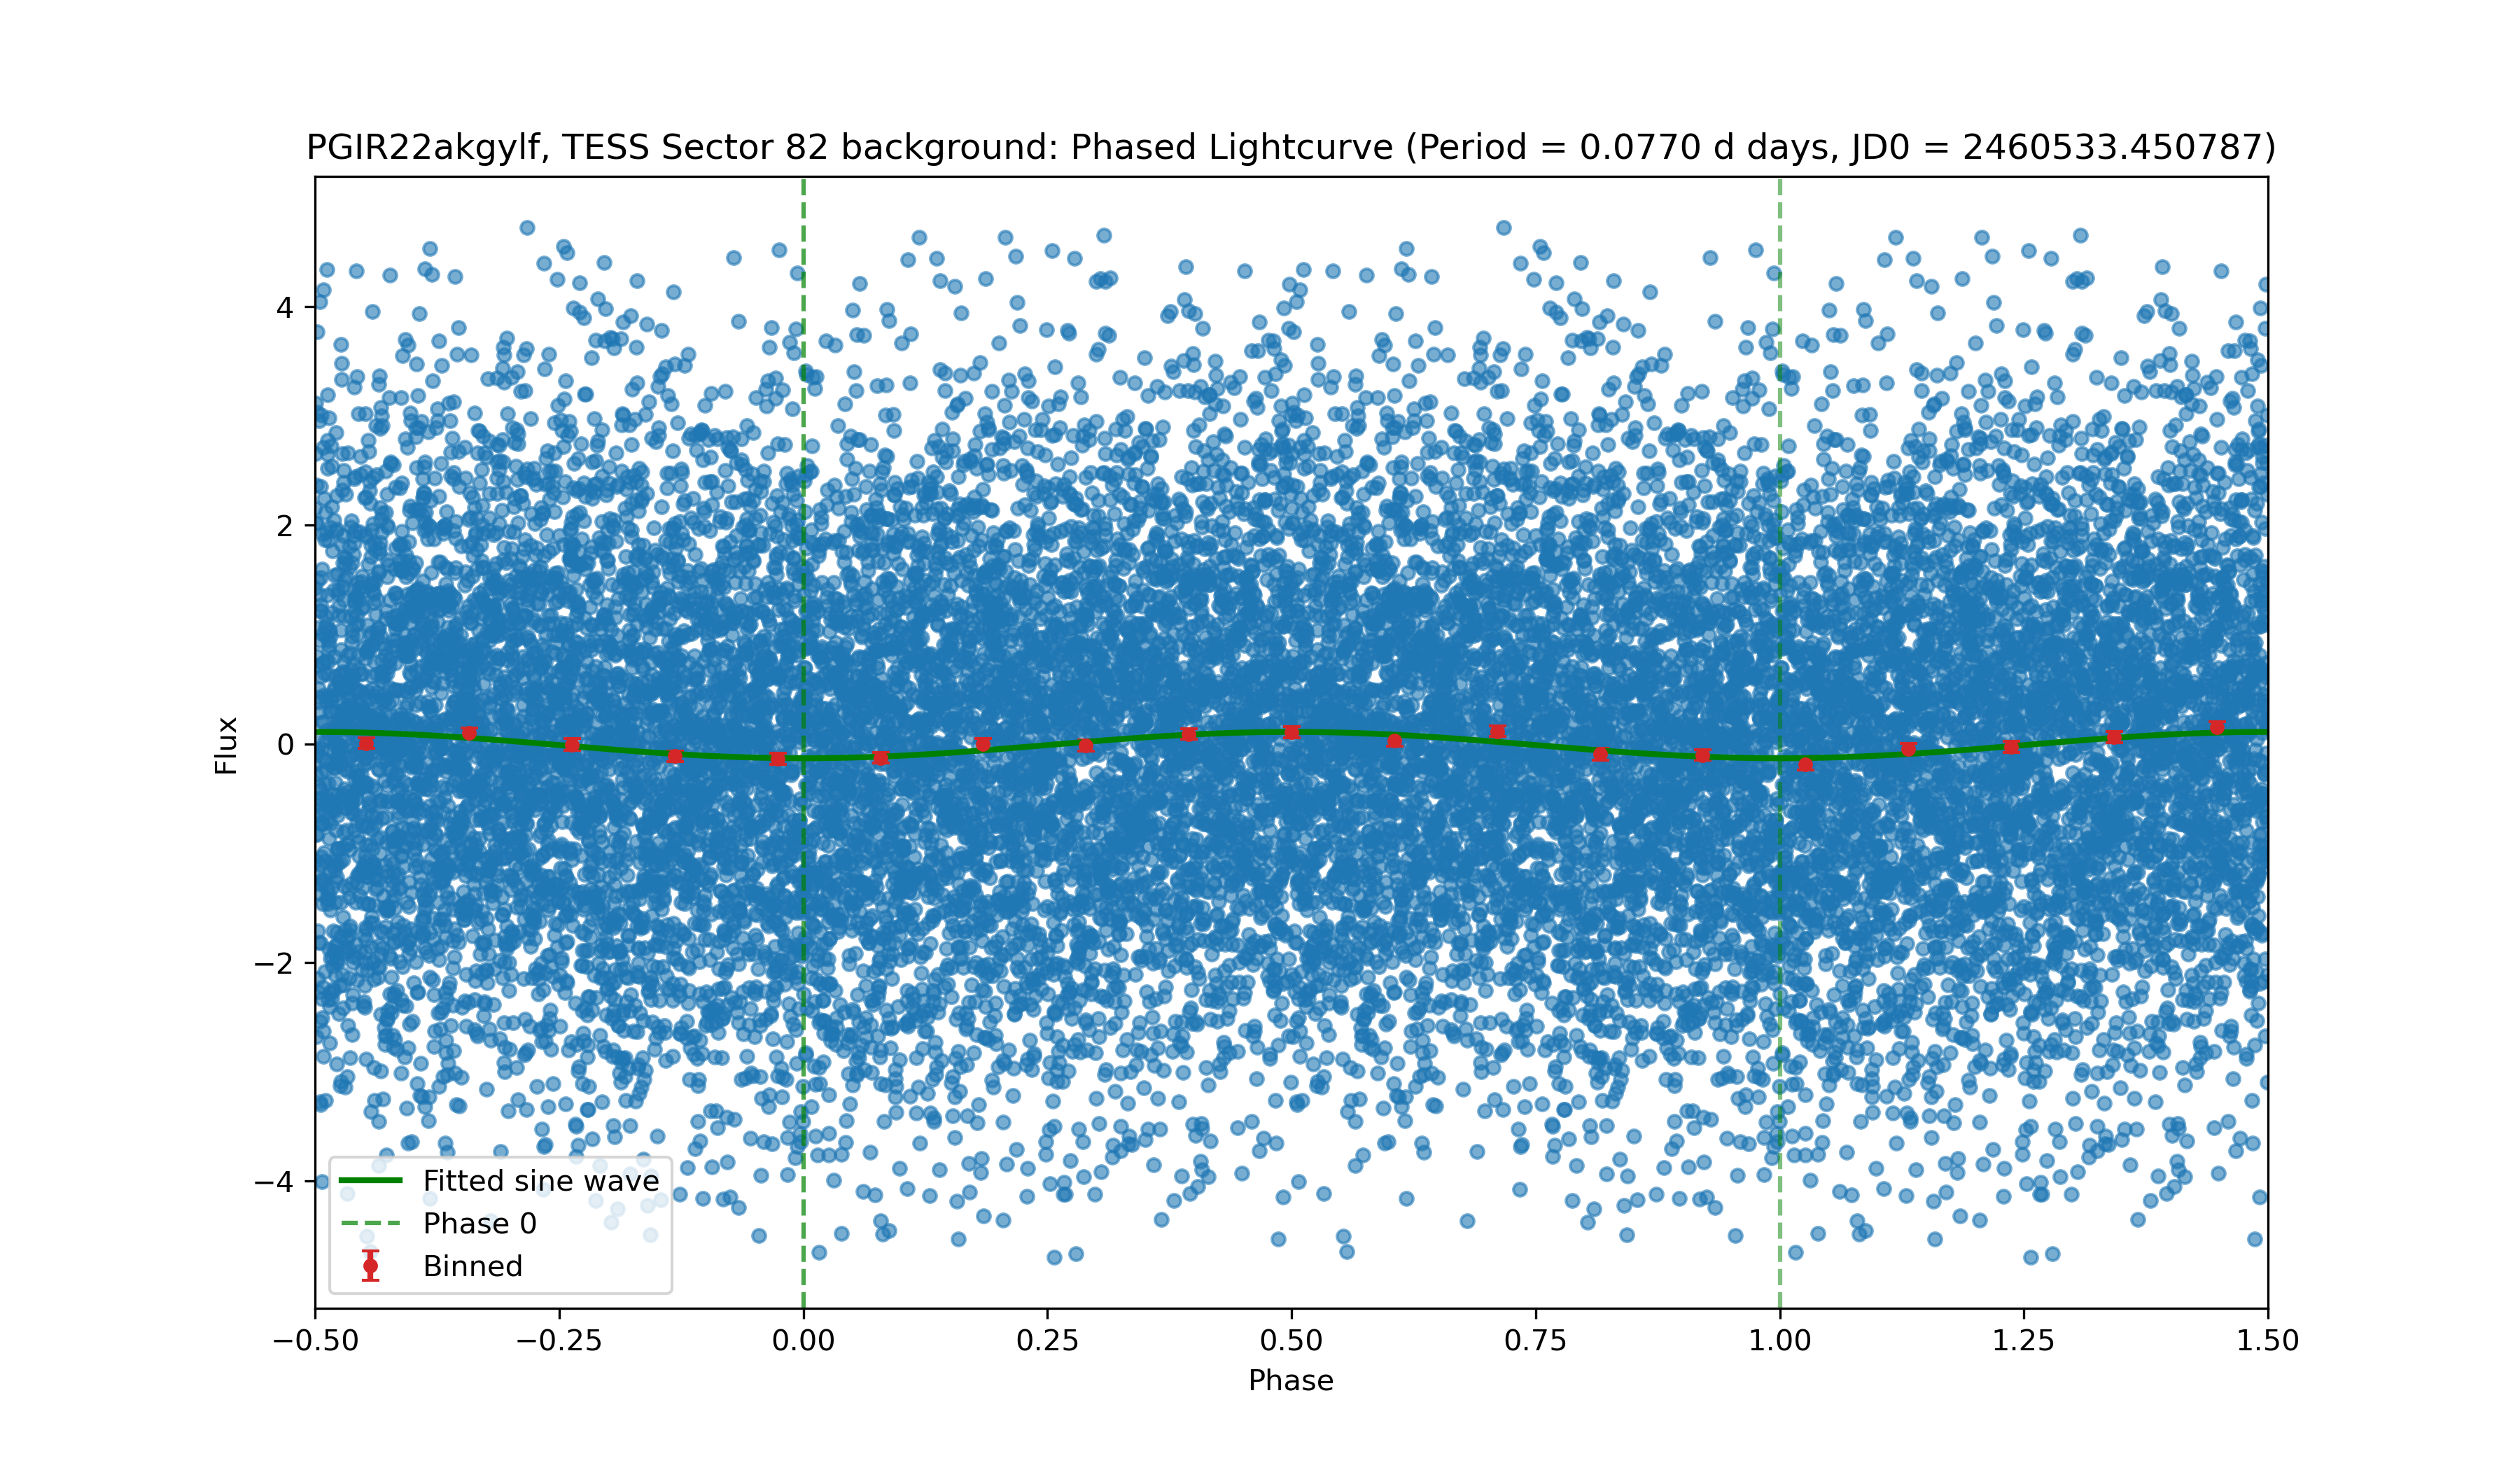 PGIR22akgylf, TESS Sector 82 background: Phased Lightcurve (Period = 0.0770 d days, JD0 = 2460533.450787)
4
2
0
−2
−4
Flux
Fitted sine wave
Phase 0
Binned
−0.50
−0.25
0.00
0.25
0.50
0.75
1.00
1.25
1.50
Phase